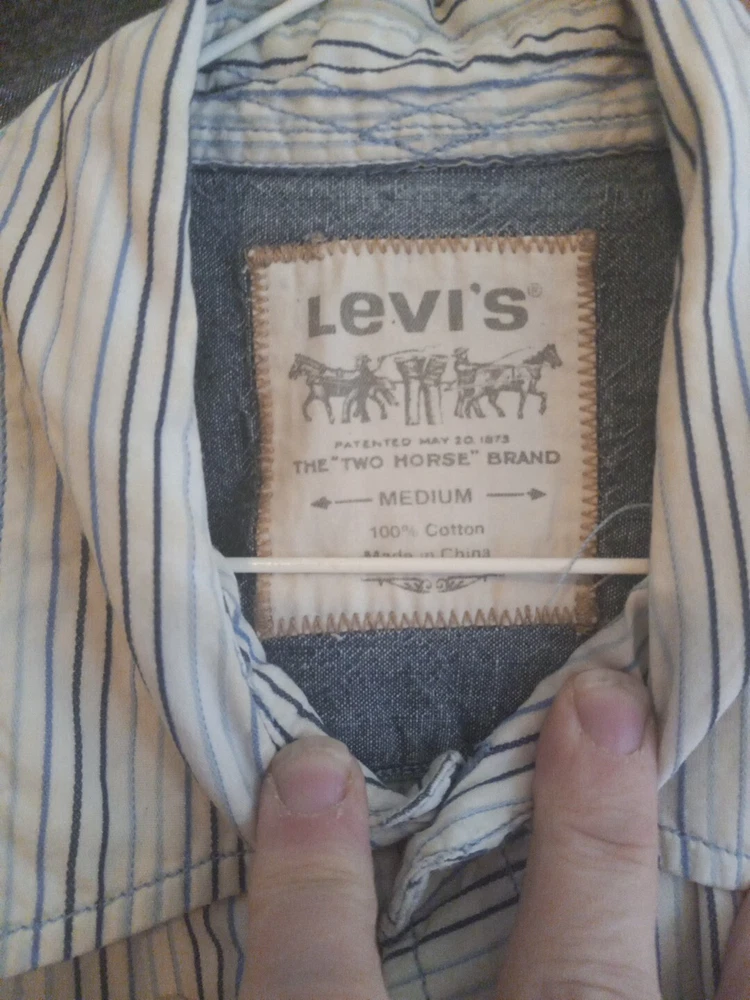 LeVI'S®
PATENTED MAY 20.1873
THE "TWO HORSE" BRAND
MEDIUM
100% Cotton
Made in China